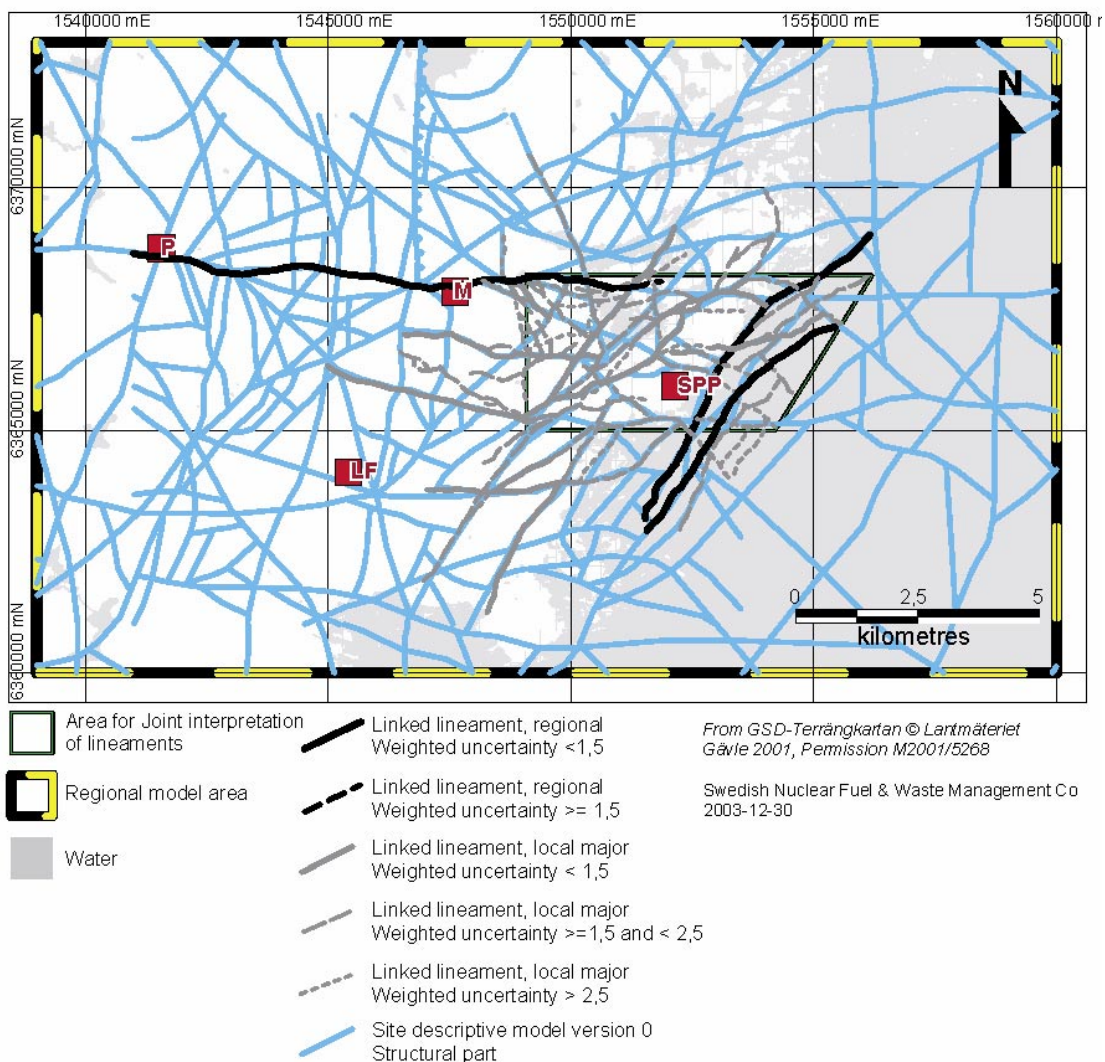 1540000 mE
1545000 mE
1550000 mE
1555000 mE
1560000 m
6370000 mN
6365000 mN
6360000 mN
N
P
M
SPP
LF
0
2,5
5
kilometres
Area for Joint interpretation
of lineaments
Regional model area
Water
Linked lineament, regional
Weighted uncertainty <1,5
Linked lineament, regional
Weighted uncertainty >= 1,5
Linked lineament, local major
Weighted uncertainty < 1,5
Linked lineament, local major
Weighted uncertainty >=1,5 and < 2,5
Linked lineament, local major
Weighted uncertainty > 2,5
Site descriptive model version 0
Structural part
From GSD-Terrängkartan © Lantmäteriet
Gävle 2001, Permission M2001/5268
Swedish Nuclear Fuel & Waste Management Co
2003-12-30